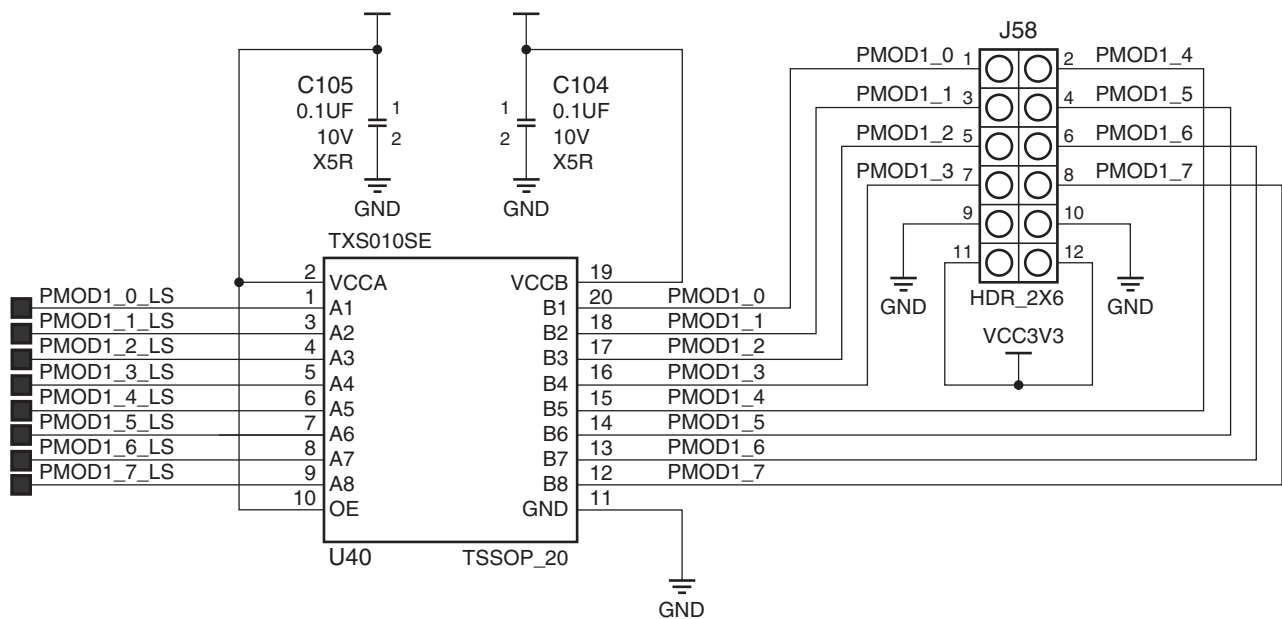 J58
PMOD1_0 1 2 PMOD1_4
PMOD1_1 3 4 PMOD1_5
PMOD1_2 5 6 PMOD1_6
PMOD1_3 7 8 PMOD1_7
9 10
11 12
GND HDR_2X6 GND
VCC3V3
C105
0.1UF
10V
X5R
1
2
GND
C104
0.1UF
10V
X5R
1
2
GND
TXS010SE
2 VCCA VCCB 19
PMOD1_0_LS 1 A1 B1 20 PMOD1_0
PMOD1_1_LS 3 A2 B2 18 PMOD1_1
PMOD1_2_LS 4 A3 B3 17 PMOD1_2
PMOD1_3_LS 5 A4 B4 16 PMOD1_3
PMOD1_4_LS 6 A5 B5 15 PMOD1_4
PMOD1_5_LS 7 A6 B6 14 PMOD1_5
PMOD1_6_LS 8 A7 B7 13 PMOD1_6
PMOD1_7_LS 9 A8 B8 12 PMOD1_7
10 OE GND 11
U40 TSSOP_20
GND